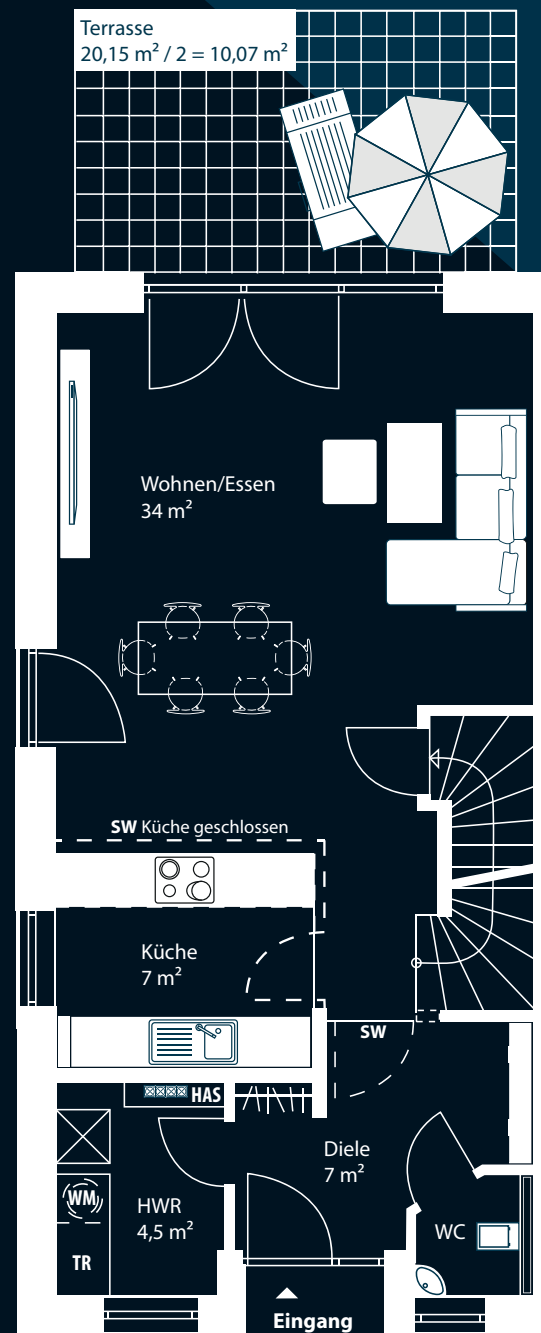 Terrasse
20,15 m² / 2 = 10,07 m²
Wohnen/Essen
34 m²
SW Küche geschlossen
Küche
7 m²
SW
HAS
Diele
7 m²
WM
HWR
4,5 m²
WC
TR
Eingang